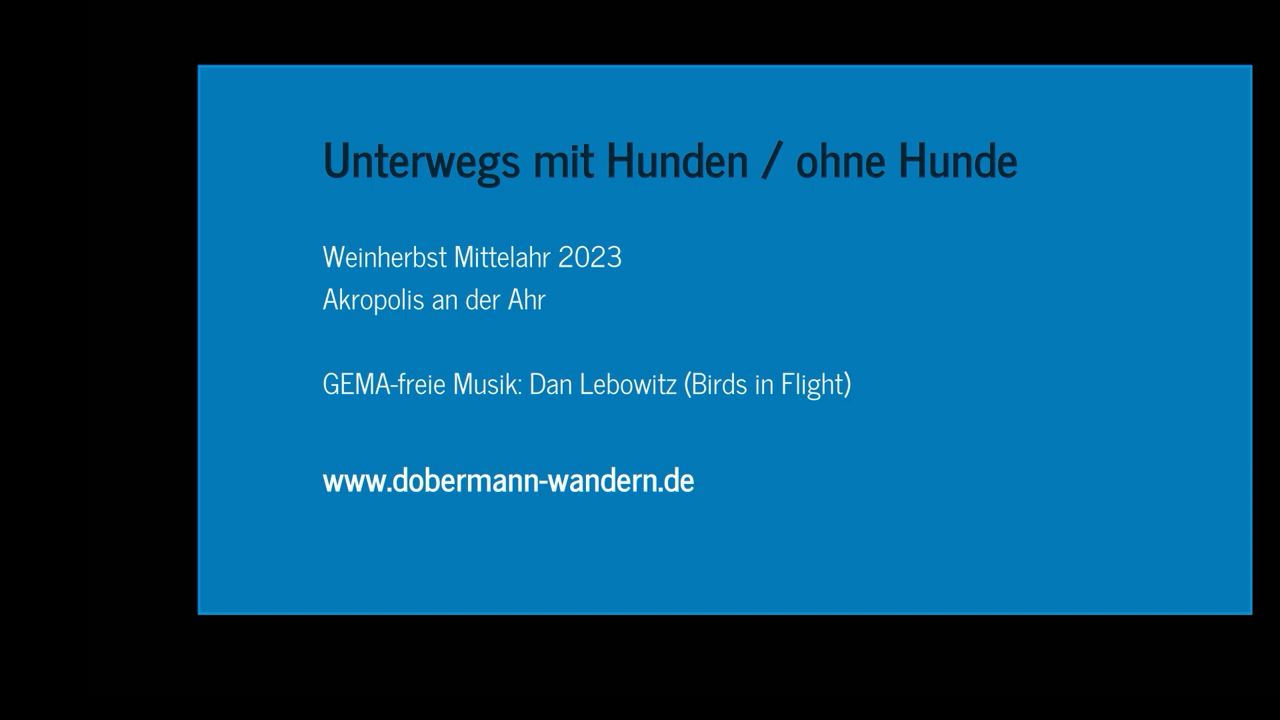 Unterwegs mit Hunden / ohne Hunde
Weinherbst Mittelahr 2023
Akropolis an der Ahr
GEMA-freie Musik: Dan Lebowitz (Birds in Flight)
www.dobermann-wandern.de